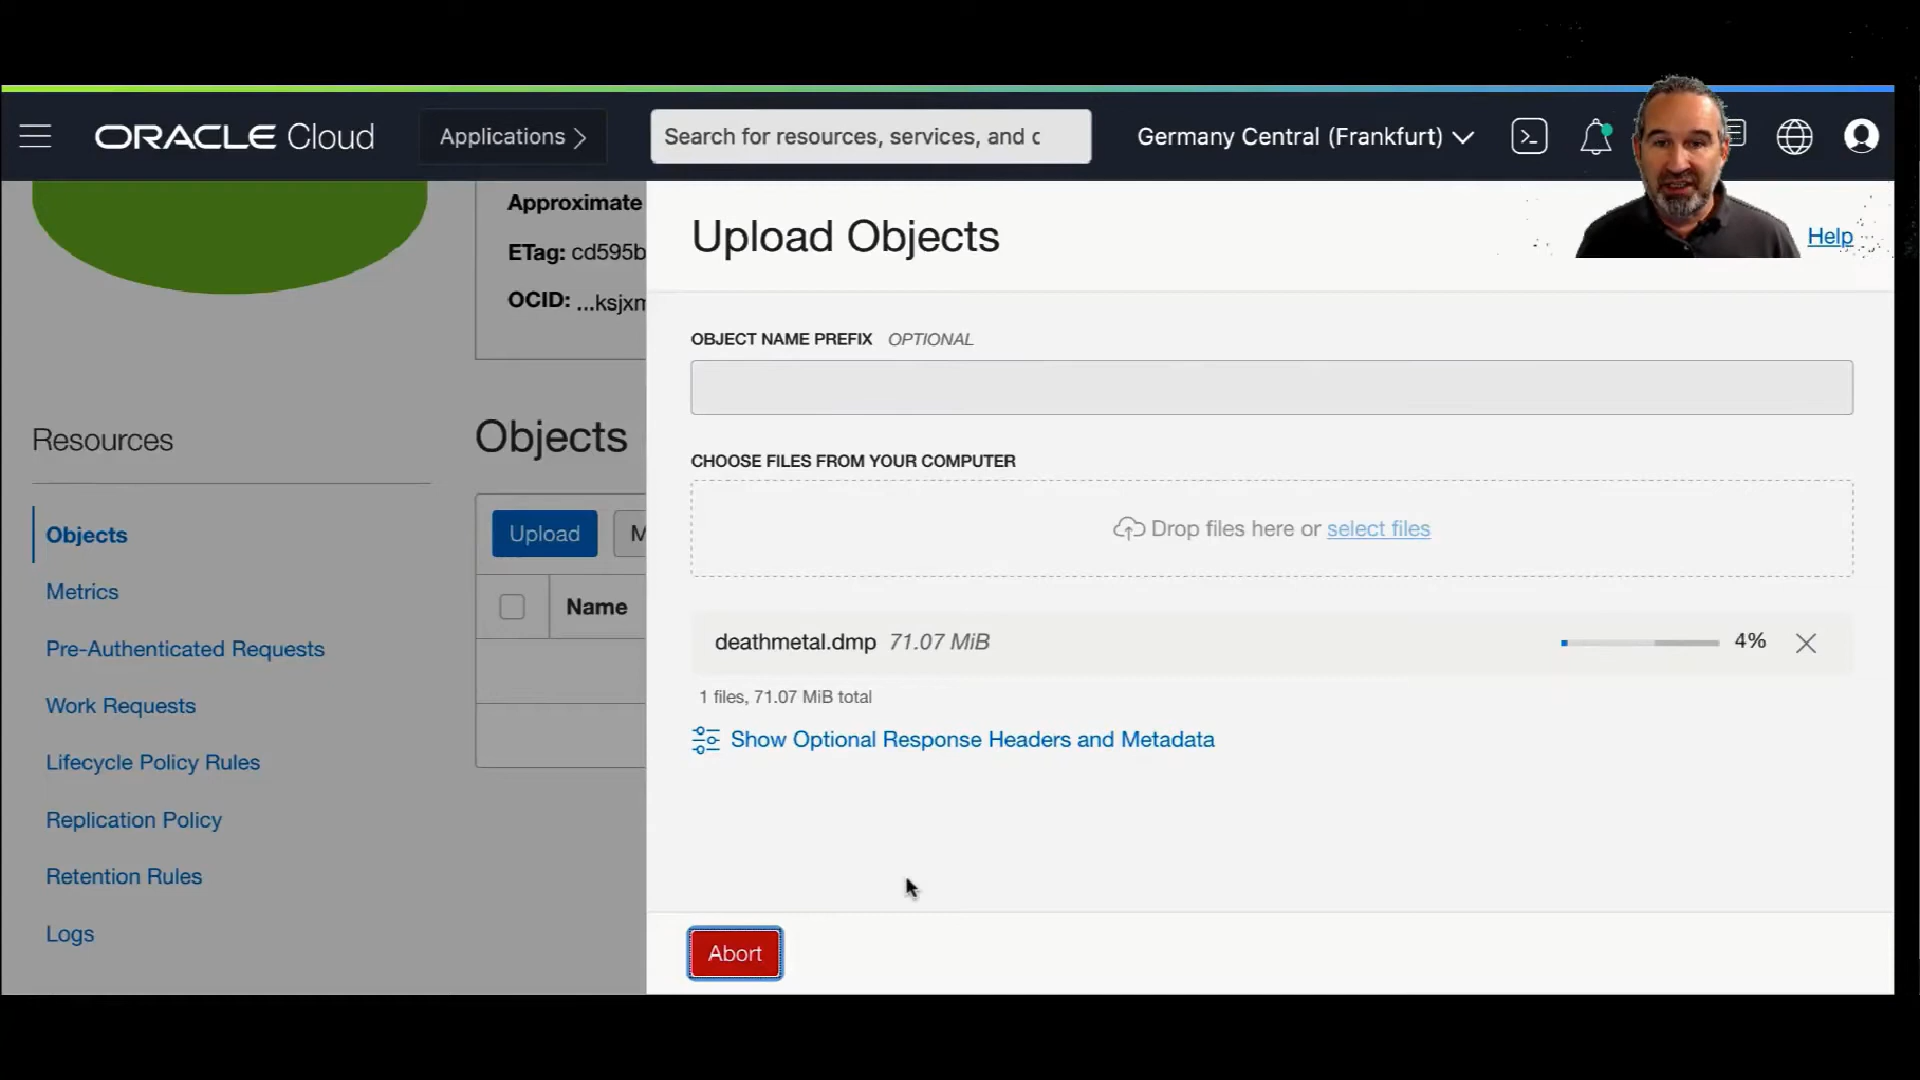 ORACLE Cloud
Applications >
Search for resources, services, and c
Germany Central (Frankfurt)
Approximate
ETag: cd595b
OCID: ...ksjxm
Resources
Objects
Metrics
Pre-Authenticated Requests
Work Requests
Lifecycle Policy Rules
Replication Policy
Retention Rules
Logs
Objects
Upload
M
Name
Upload Objects
Help
OBJECT NAME PREFIX OPTIONAL
CHOOSE FILES FROM YOUR COMPUTER
Drop files here or select files
deathmetal.dmp 71.07 MiB
4%
1 files, 71.07 MiB total
Show Optional Response Headers and Metadata
Abort